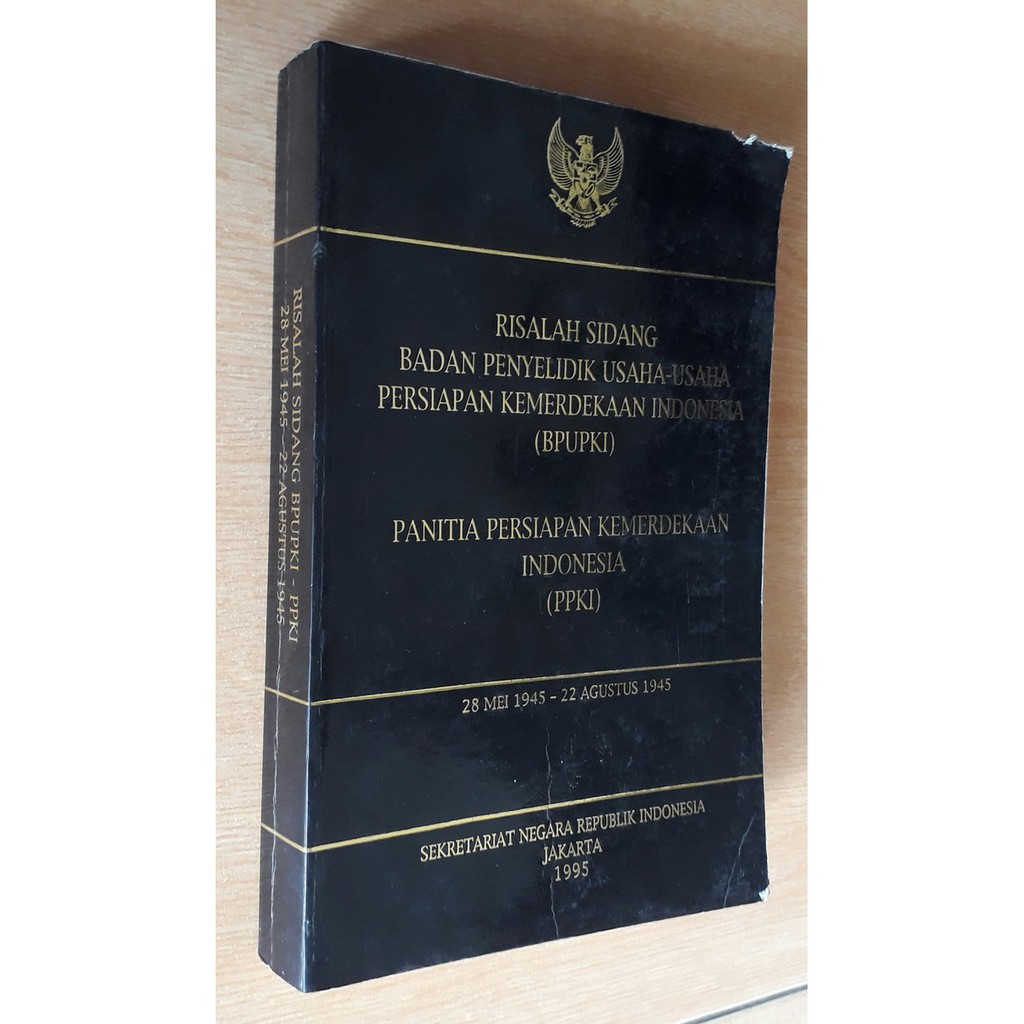 RISALAH SIDANG
BADAN PENYELIDIK USAHA-USAHA
PERSIAPAN KEMERDEKAAN INDONESIA
(BPUPKI)
PANITIA PERSIAPAN KEMERDEKAAN
INDONESIA
(PPKI)
28 MEI 1945 – 22 AGUSTUS 1945
SEKRETARIAT NEGARA REPUBLIK INDONESIA
JAKARTA
1995
RISALAH SIDANG BPUPKI - PPKI
28 MEI 1945 – 22 AGUSTUS 1945